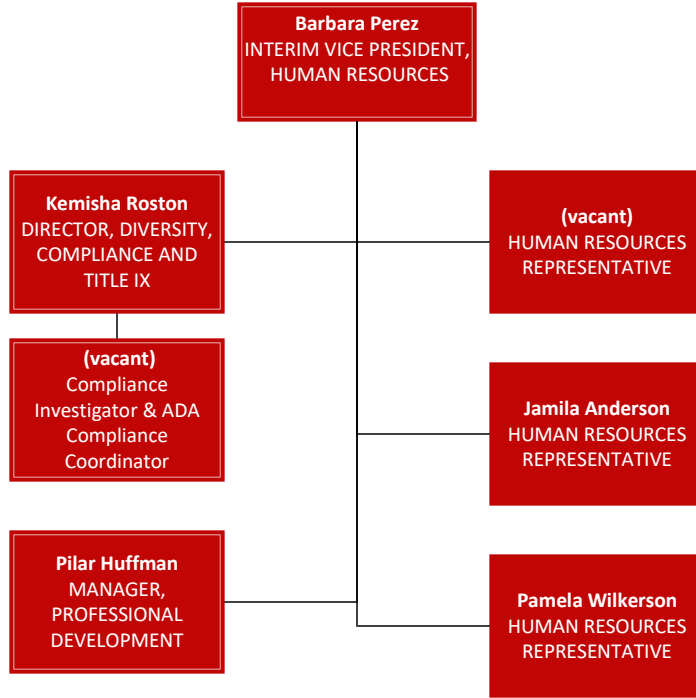 Barbara Perez
INTERIM VICE PRESIDENT,
HUMAN RESOURCES
Kemisha Roston
DIRECTOR, DIVERSITY,
COMPLIANCE AND
TITLE IX
(vacant)
HUMAN RESOURCES
REPRESENTATIVE
(vacant)
Compliance
Investigator & ADA
Compliance
Coordinator
Jamila Anderson
HUMAN RESOURCES
REPRESENTATIVE
Pilar Huffman
MANAGER,
PROFESSIONAL
DEVELOPMENT
Pamela Wilkerson
HUMAN RESOURCES
REPRESENTATIVE